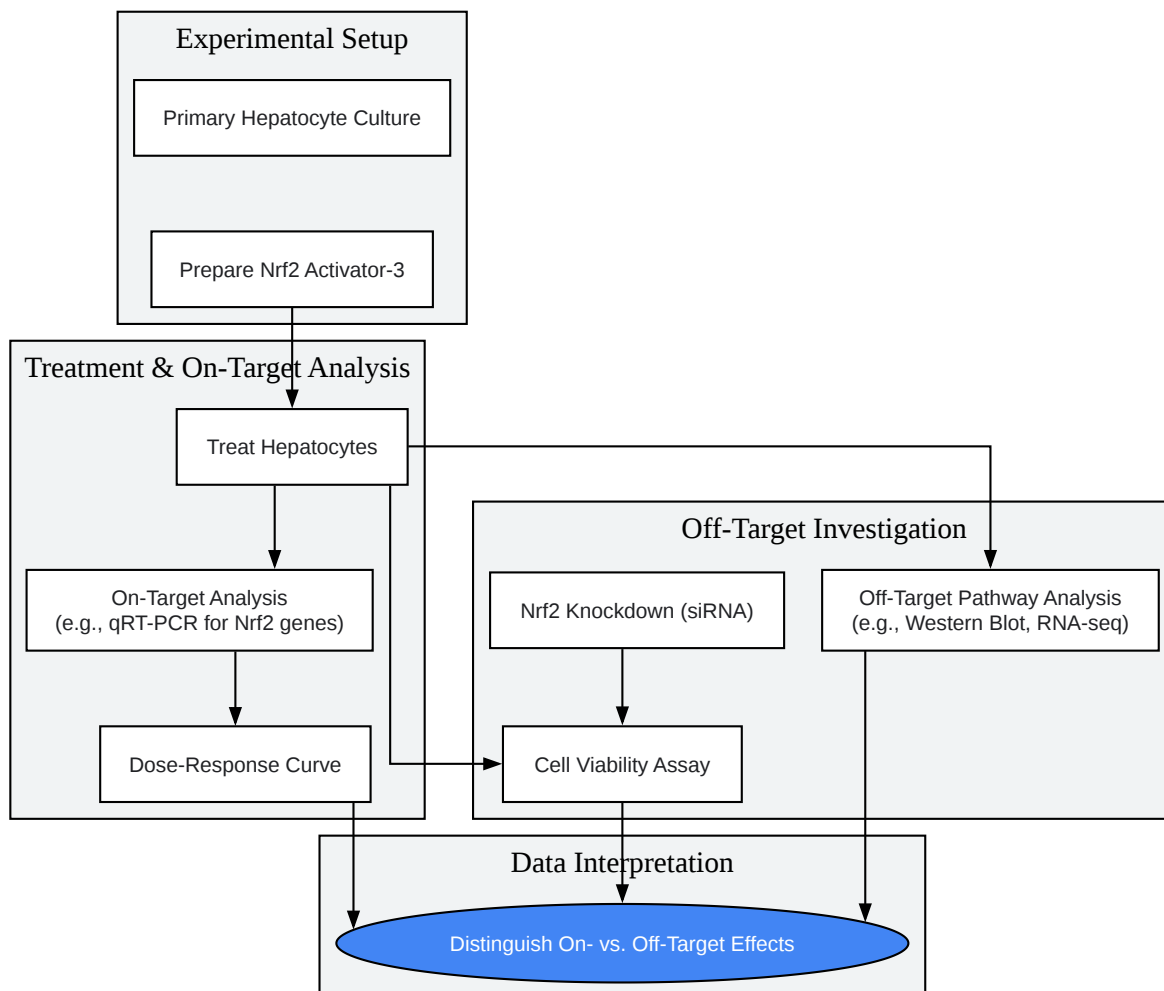 Experimental Setup
Primary Hepatocyte Culture
Prepare Nrf2 Activator-3
Treatment & On-Target Analysis
Treat Hepatocytes
On-Target Analysis
(e.g., qRT-PCR for Nrf2 genes)
Dose-Response Curve
Off-Target Investigation
Nrf2 Knockdown (siRNA)
Off-Target Pathway Analysis
(e.g., Western Blot, RNA-seq)
Cell Viability Assay
Data Interpretation
Distinguish On- vs. Off-Target Effects